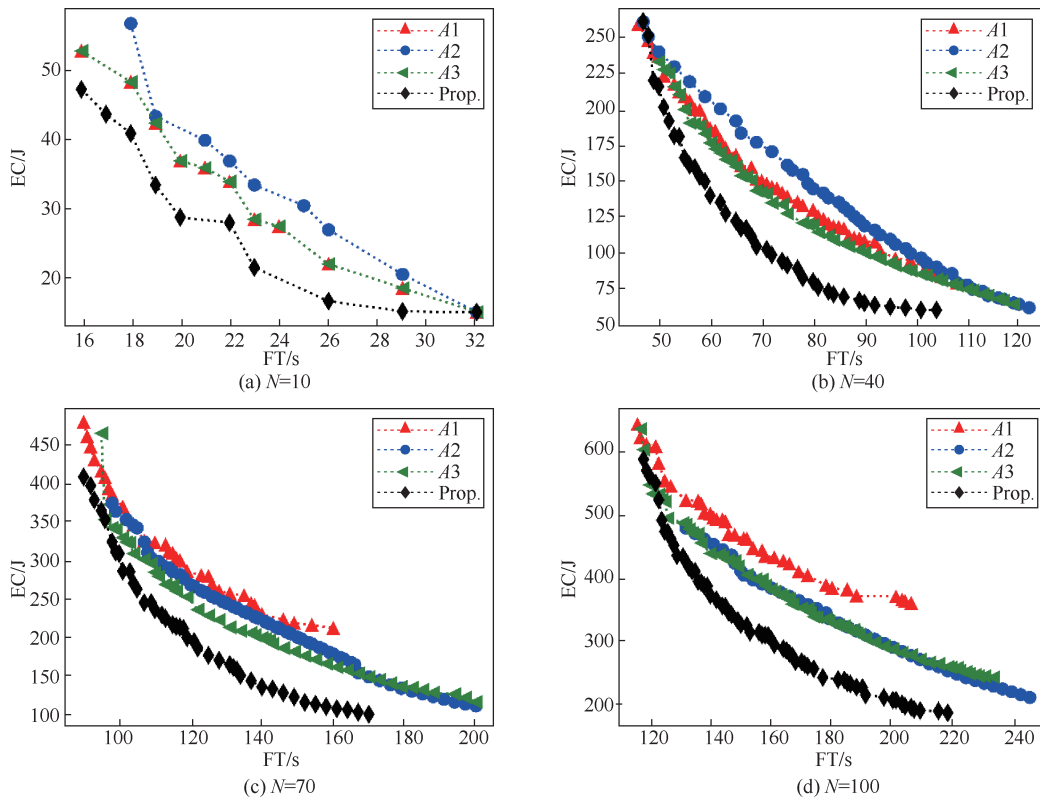 A1
A2
A3
Prop.
EC/J
50
40
30
20
16 18 20 22 24 26 28 30 32
FT/s
(a) N=10
A1
A2
A3
Prop.
EC/J
250
225
200
175
150
125
100
75
50
50 60 70 80 90 100 110 120
FT/s
(b) N=40
A1
A2
A3
Prop.
EC/J
450
400
350
300
250
200
150
100
100 120 140 160 180 200
FT/s
(c) N=70
A1
A2
A3
Prop.
EC/J
600
500
400
300
200
120 140 160 180 200 220 240
FT/s
(d) N=100